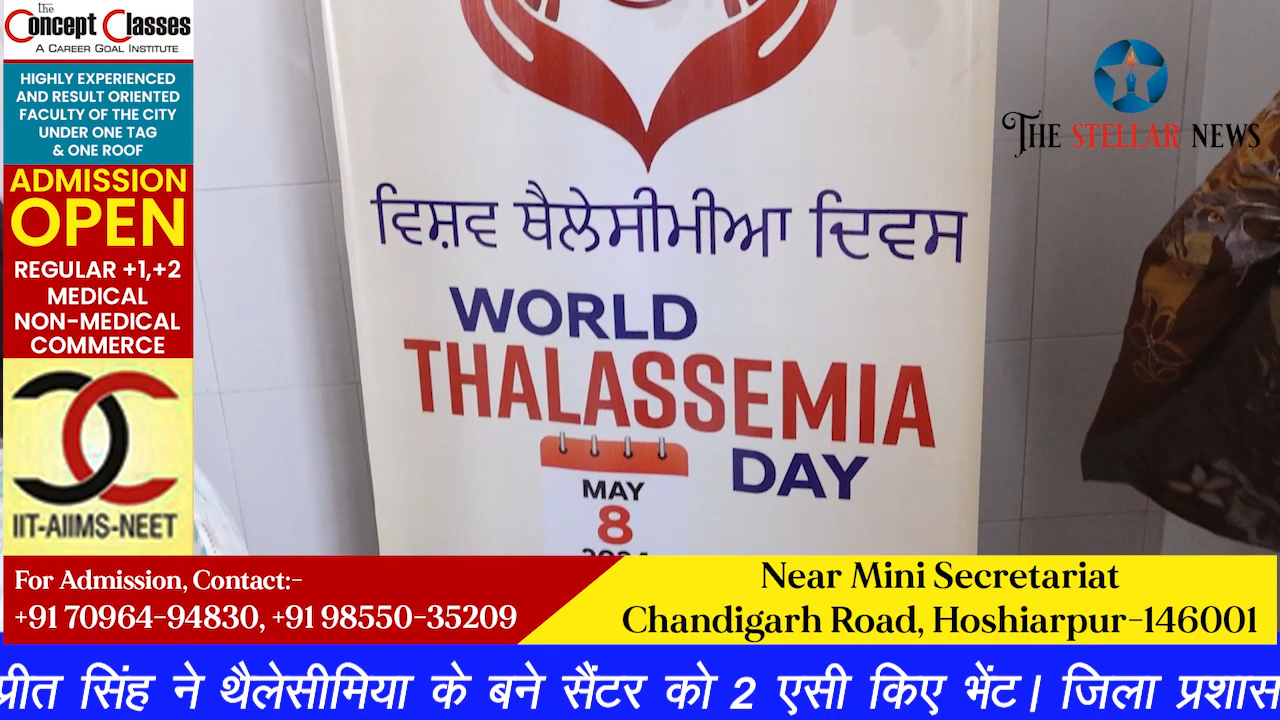 the
Concept Classes
A CAREER GOAL INSTITUTE
HIGHLY EXPERIENCED
AND RESULT ORIENTED
FACULTY OF THE CITY
UNDER ONE TAG
& ONE ROOF
ADMISSION
OPEN
REGULAR +1,+2
MEDICAL
NON-MEDICAL
COMMERCE
IIT-AIIMS-NEET
THE STELLAR NEWS
ਵਿਸ਼ਵ ਥੈਲੇਸੀਮੀਆ ਦਿਵਸ
WORLD
THALASSEMIA
DAY
MAY
8
For Admission, Contact:-
+91 70964-94830, +91 98550-35209
Near Mini Secretariat
Chandigarh Road, Hoshiarpur-146001
प्रीत सिंह ने थैलेसीमिया के बने सैंटर को 2 एसी किए भेंट। जिला प्रशास